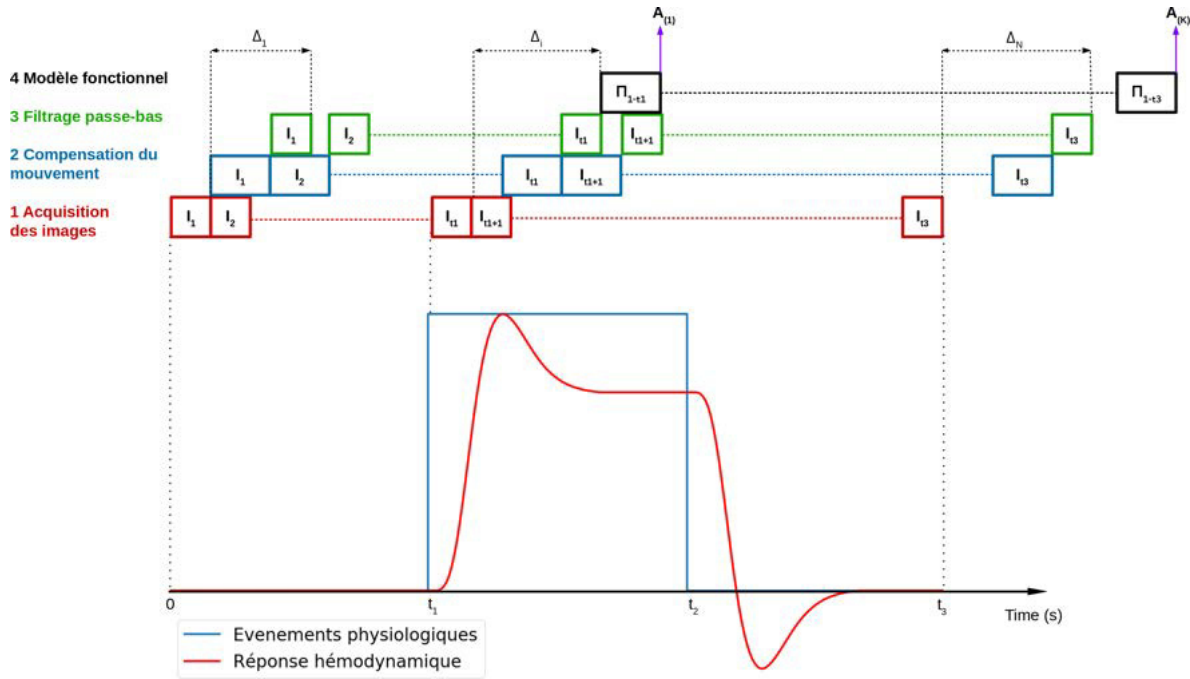 A(1)
A(K)
Δ1
Δi
ΔN
4 Modèle fonctionnel
Π1-t1
Π1-t3
3 Filtrage passe-bas
I1
I2
It1
It1+1
It3
2 Compensation du
mouvement
I1
I2
It1
It1+1
It3
1 Acquisition
des images
I1
I2
It1
It1+1
It3
0
t1
t2
t3
Time (s)
Evenements physiologiques
Réponse hémodynamique